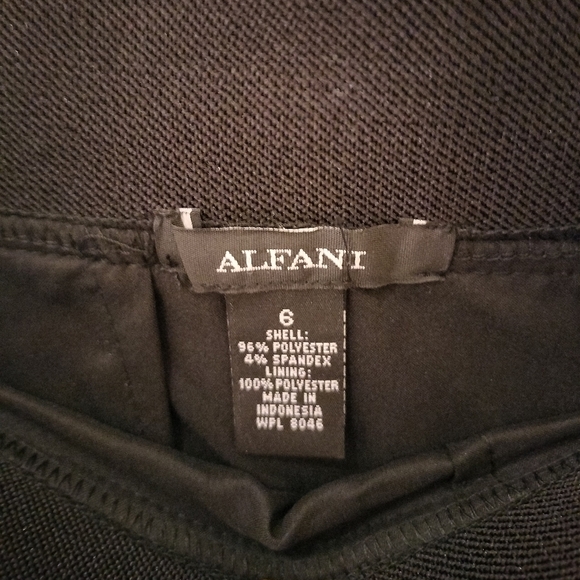 ALFANI
6
SHELL:
96% POLYESTER
4% SPANDEX
LINING:
100% POLYESTER
MADE IN
INDONESIA
WPL 8046